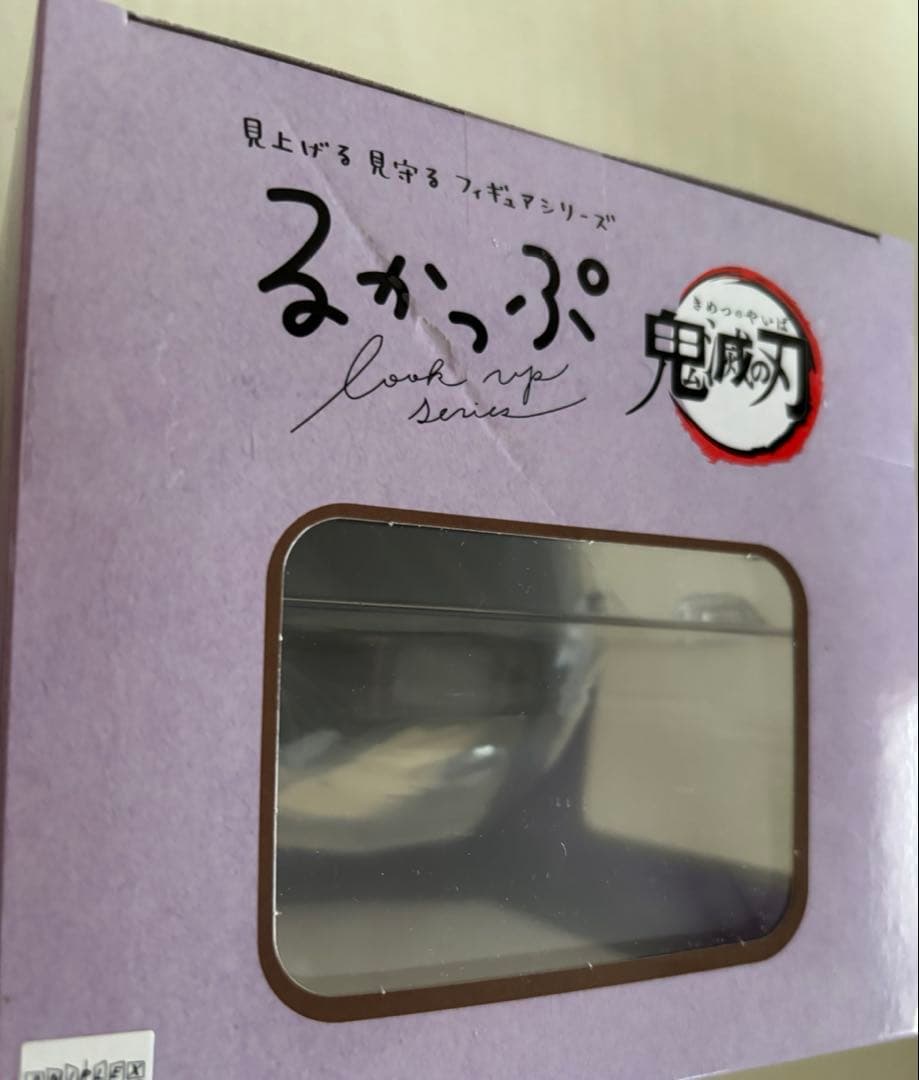 見上げる 見守る フィギュアシリーズ
るかっぷ
look up
series
きめつのやいば
鬼滅の刃
ANIPLEX